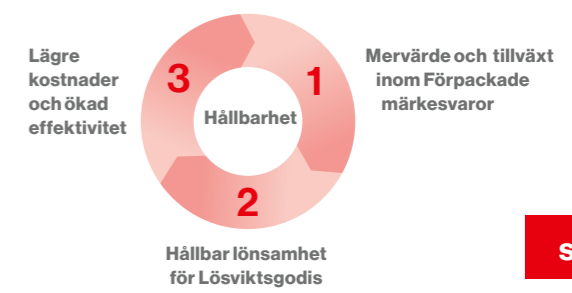 Lägre
kostnader
och ökad
effektivitet
3
Hållbarhet
1
Mervärde och tillväxt
inom Förpackade
märkesvaror
2
Hållbar lönsamhet
för Lösviktsgodis
s